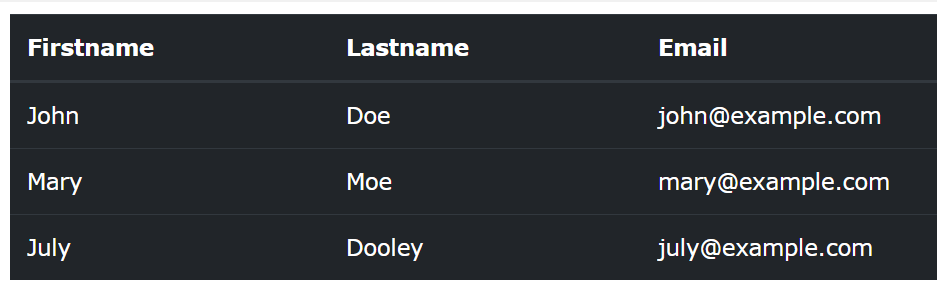 Firstname Lastname Email
John Doe john@example.com
Mary Moe mary@example.com
July Dooley july@example.com